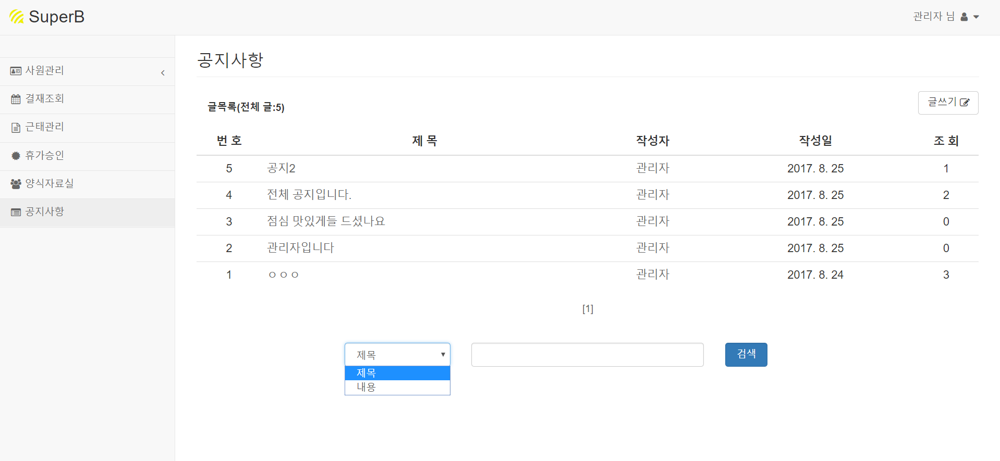 SuperB
관리자 님
사원관리
결재조회
근태관리
휴가승인
양식자료실
공지사항
공지사항
글목록(전체 글:5)
글쓰기
번 호 제 목 작성자 작성일 조 회
5 공지2 관리자 2017. 8. 25 1
4 전체 공지입니다. 관리자 2017. 8. 25 2
3 점심 맛있게들 드셨나요 관리자 2017. 8. 25 0
2 관리자입니다 관리자 2017. 8. 25 0
1 ㅇㅇㅇ 관리자 2017. 8. 24 3
[1]
제목 검색
제목
내용